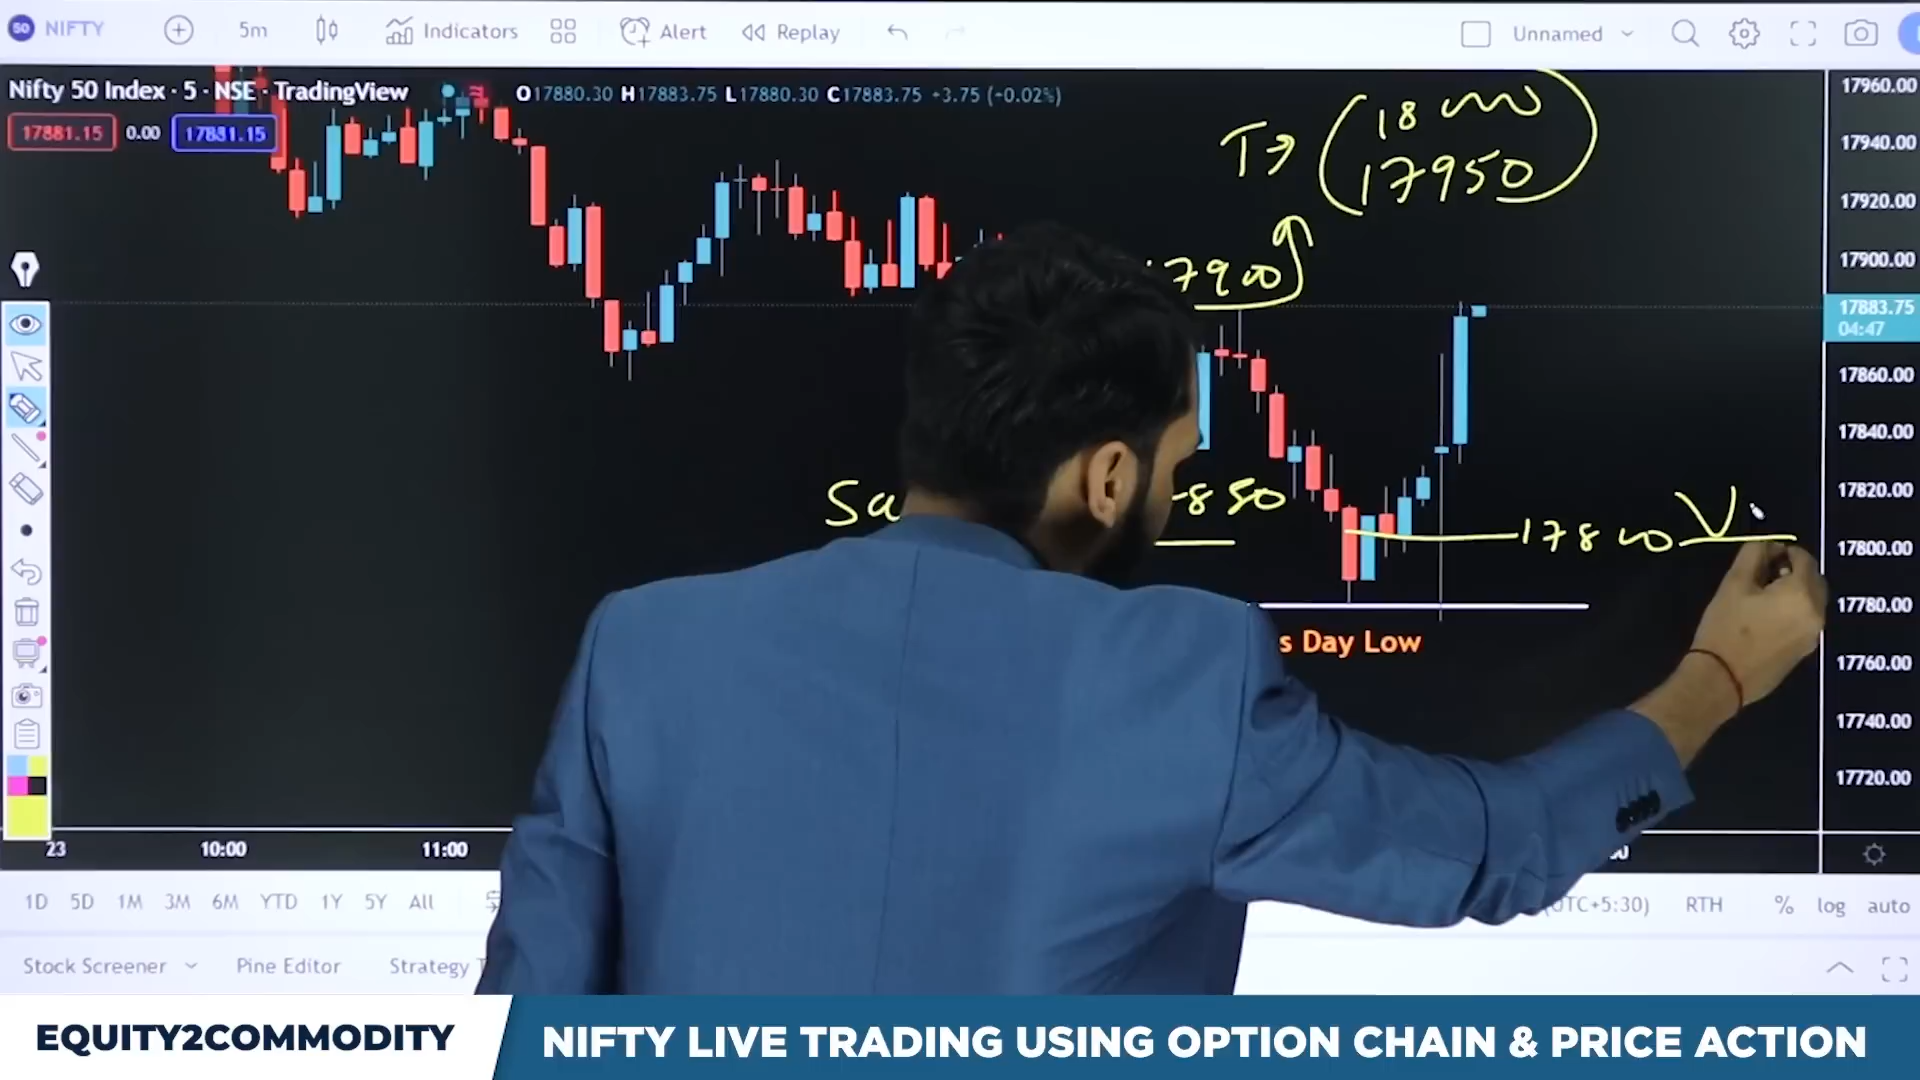 50 NIFTY 5m Indicators Alert Replay Unnamed
Nifty 50 Index · 5 · NSE · TradingView O17880.30 H17883.75 L17880.30 C17883.75 +3.75 (+0.02%)
17881.15 0.00 17881.15
T→ 18
17950
17900
Sa
17960.00
17940.00
17920.00
17900.00
17883.75
04:47
17860.00
17840.00
17820.00
17800.00
17780.00
17760.00
17740.00
17720.00
s Day Low
23 10:00 11:00
1D 5D 1M 3M 6M YTD 1Y 5Y All (UTC+5:30) RTH % log auto
Stock Screener Pine Editor Strategy T
EQUITY2COMMODITY NIFTY LIVE TRADING USING OPTION CHAIN & PRICE ACTION